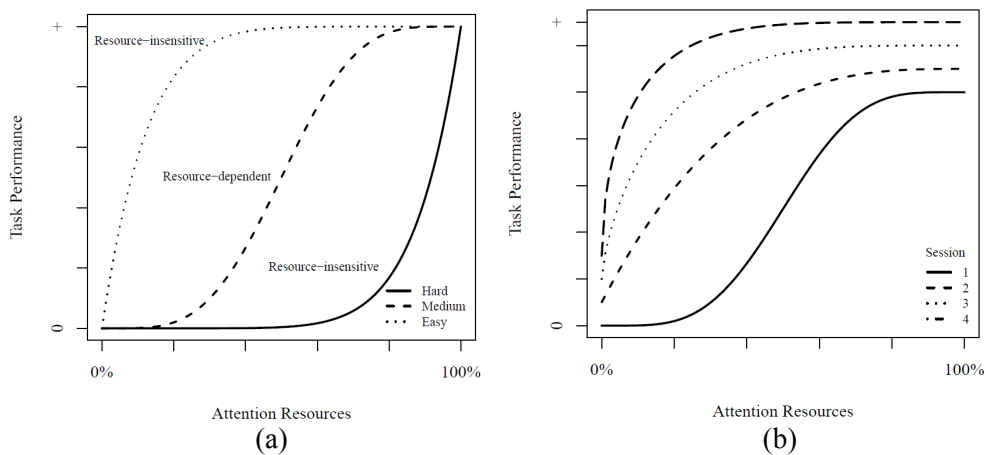 +
Resource−insensitive
Resource−dependent
Resource−insensitive
Hard
Medium
Easy
0
0%
100%
Task Performance
Attention Resources
(a)
+
Session
1
2
3
4
0
0%
100%
Task Performance
Attention Resources
(b)